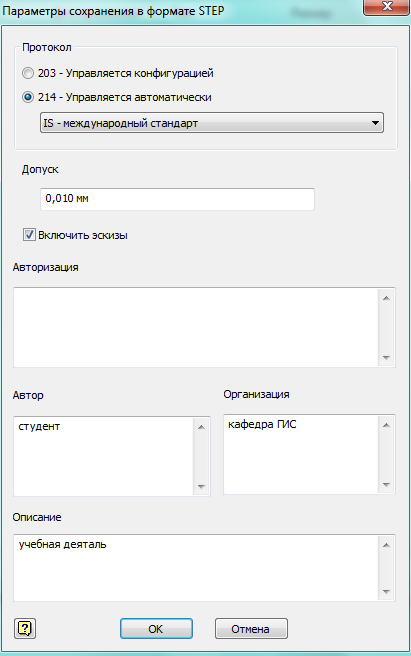 Параметры сохранения в формате STEP
Протокол
203 - Управляется конфигурацией
214 - Управляется автоматически
IS - международный стандарт
Допуск
0,010 мм
Включить эскизы
Авторизация
Автор
Организация
студент
кафедра ГИС
Описание
учебная деяталь
OK
Отмена